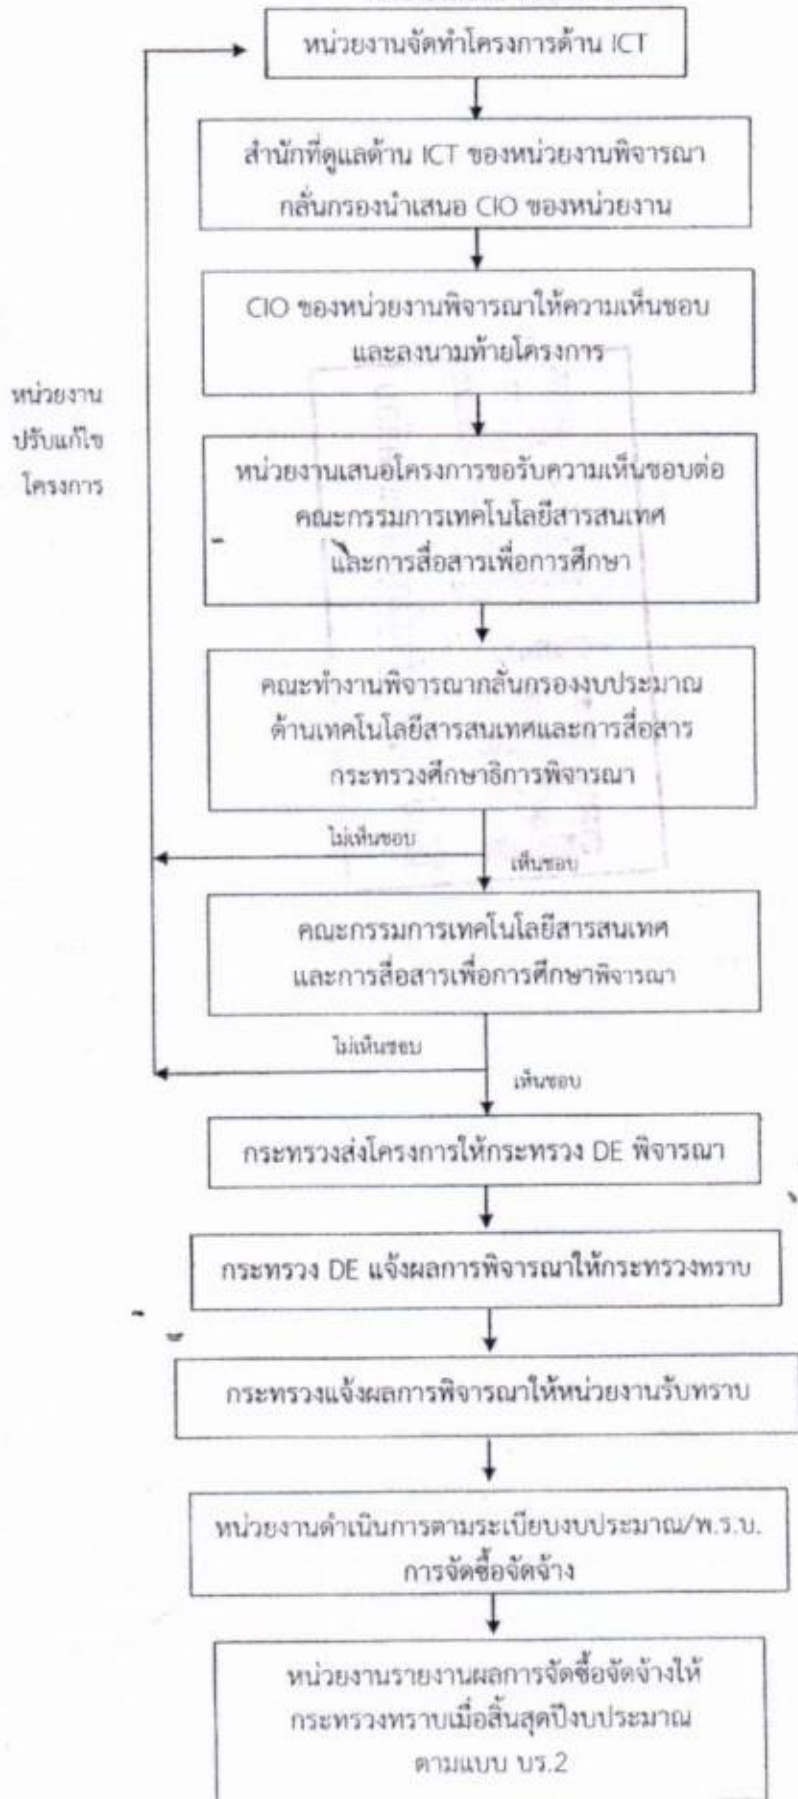 หน่วยงานจัดทำโครงการด้าน ICT
สำนักที่ดูแลด้าน ICT ของหน่วยงานพิจารณา
กลั่นกรองนำเสนอ CIO ของหน่วยงาน
CIO ของหน่วยงานพิจารณาให้ความเห็นชอบ
และลงนามท้ายโครงการ
หน่วยงาน
ปรับแก้ไข
โครงการ
หน่วยงานเสนอโครงการขอรับความเห็นชอบต่อ
คณะกรรมการเทคโนโลยีสารสนเทศ
และการสื่อสารเพื่อการศึกษา
คณะทำงานพิจารณากลั่นกรองงบประมาณ
ด้านเทคโนโลยีสารสนเทศและการสื่อสาร
กระทรวงศึกษาธิการพิจารณา
ไม่เห็นชอบ
เห็นชอบ
คณะกรรมการเทคโนโลยีสารสนเทศ
และการสื่อสารเพื่อการศึกษาพิจารณา
ไม่เห็นชอบ
เห็นชอบ
กระทรวงส่งโครงการให้กระทรวง DE พิจารณา
กระทรวง DE แจ้งผลการพิจารณาให้กระทรวงทราบ
กระทรวงแจ้งผลการพิจารณาให้หน่วยงานรับทราบ
หน่วยงานดำเนินการตามระเบียบงบประมาณ/พ.ร.บ.
การจัดซื้อจัดจ้าง
หน่วยงานรายงานผลการจัดซื้อจัดจ้างให้
กระทรวงทราบเมื่อสิ้นสุดปีงบประมาณ
ตามแบบ บร.2